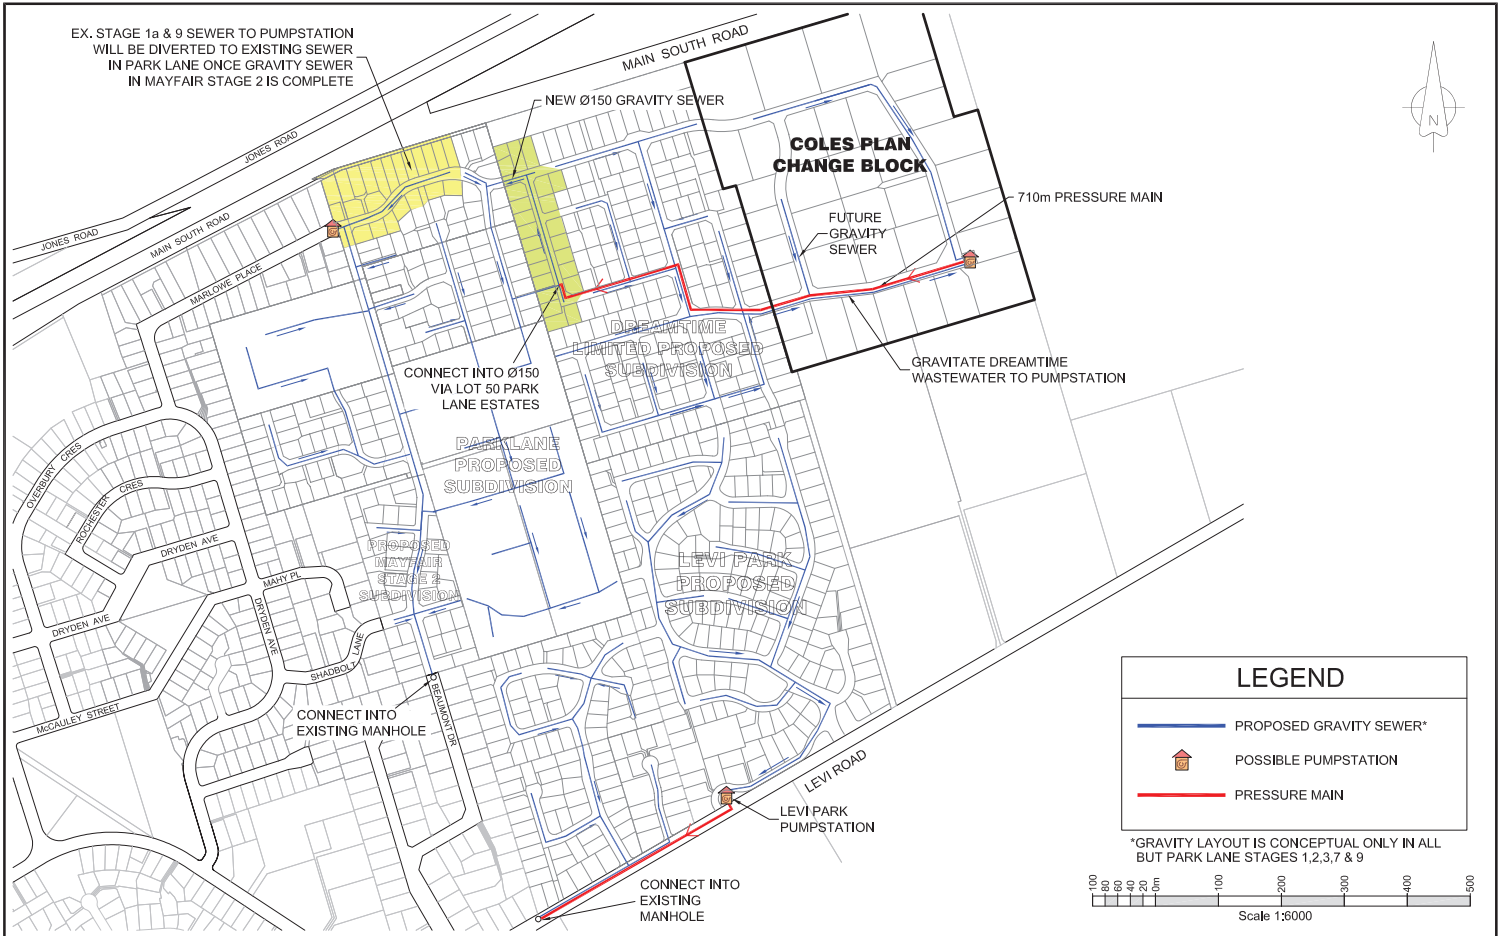 EX. STAGE 1a & 9 SEWER TO PUMPSTATION
WILL BE DIVERTED TO EXISTING SEWER
IN PARK LANE ONCE GRAVITY SEWER
IN MAYFAIR STAGE 2 IS COMPLETE
MAIN SOUTH ROAD
NEW Ø150 GRAVITY SEWER
JONES ROAD
COLES PLAN
CHANGE BLOCK
N
710m PRESSURE MAIN
FUTURE
GRAVITY
SEWER
JONES ROAD
MAIN SOUTH ROAD
MARLOWE PLACE
DREAMTIME
LIMITED PROPOSED
SUBDIVISION
GRAVITATE DREAMTIME
WASTEWATER TO PUMPSTATION
CONNECT INTO Ø150
VIA LOT 50 PARK
LANE ESTATES
PARKLANE
PROPOSED
SUBDIVISION
OVERBURY CRES
ROCHESTER CRES
DRYDEN AVE
PROPOSED
MAYFAIR
STAGE 2
SUBDIVISION
LEVI PARK
PROPOSED
SUBDIVISION
MAHY PL
DRYDEN AVE
DRYDEN AVE
SHADBOLT LANE
McCAULEY STREET
BEAUMONT DR
CONNECT INTO
EXISTING MANHOLE
LEVI ROAD
LEVI PARK
PUMPSTATION
CONNECT INTO
EXISTING
MANHOLE
LEGEND
PROPOSED GRAVITY SEWER*
POSSIBLE PUMPSTATION
PRESSURE MAIN
*GRAVITY LAYOUT IS CONCEPTUAL ONLY IN ALL
BUT PARK LANE STAGES 1,2,3,7 & 9
100 80 60 40 20 0m 100 200 300 400 500
Scale 1:6000